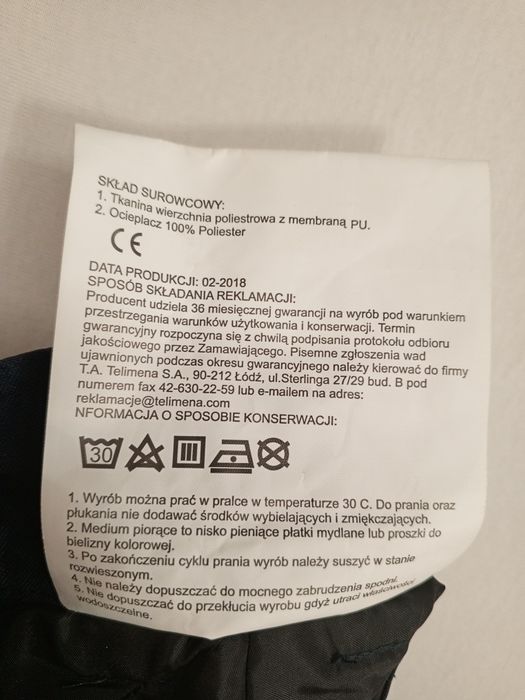 SKŁAD SUROWCOWY:
1. Tkanina wierzchnia poliestrowa z membraną PU.
2. Ocieplacz 100% Poliester
CE
DATA PRODUKCJI: 02-2018
SPOSÓB SKŁADANIA REKLAMACJI:
Producent udziela 36 miesięcznej gwarancji na wyrób pod warunkiem
przestrzegania warunków użytkowania i konserwacji. Termin
gwarancyjny rozpoczyna się z chwilą podpisania protokołu odbioru
jakościowego przez Zamawiającego. Pisemne zgłoszenia wad
ujawnionych podczas okresu gwarancyjnego należy kierować do firmy
T.A. Telimena S.A., 90-212 Łódź, ul.Sterlinga 27/29 bud. B pod
numerem fax 42-630-22-59 lub e-mailem na adres:
reklamacje@telimena.com
NFORMACJA O SPOSOBIE KONSERWACJI:
30
1. Wyrób można prać w pralce w temperaturze 30 C. Do prania oraz
płukania nie dodawać środków wybielających i zmiękczających.
2. Medium piorące to nisko pieniące płatki mydlane lub proszki do
bielizny kolorowej.
3. Po zakończeniu cyklu prania wyrób należy suszyć w stanie
rozwieszonym.
4. Nie należy dopuszczać do mocnego zabrudzenia spodni.
5. Nie dopuszczać do przekłucia wyrobu gdyż utraci właściwości
wodoszczelne.